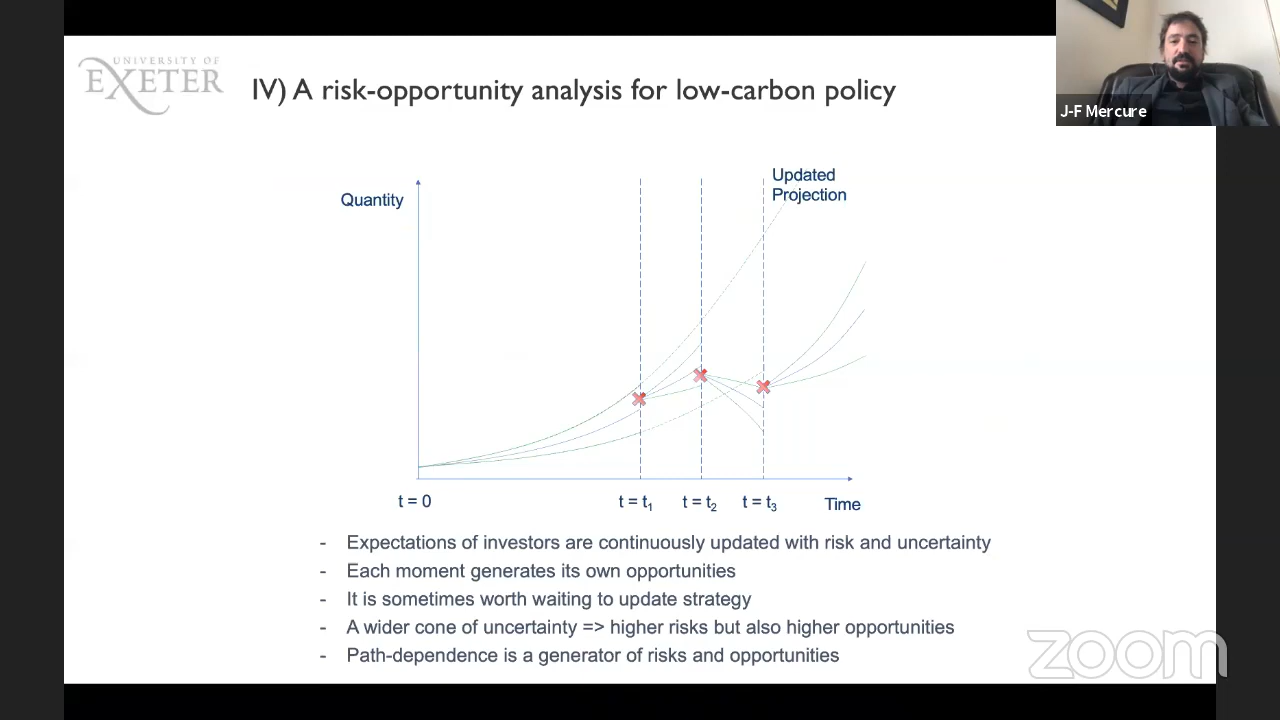 UNIVERSITY OF
EXETER
IV) A risk-opportunity analysis for low-carbon policy
J-F Mercure
Updated
Projection
Quantity
t = 0
t = t₁
t = t₂
t = t₃
Time
- Expectations of investors are continuously updated with risk and uncertainty
- Each moment generates its own opportunities
- It is sometimes worth waiting to update strategy
- A wider cone of uncertainty => higher risks but also higher opportunities
- Path-dependence is a generator of risks and opportunities
zoom